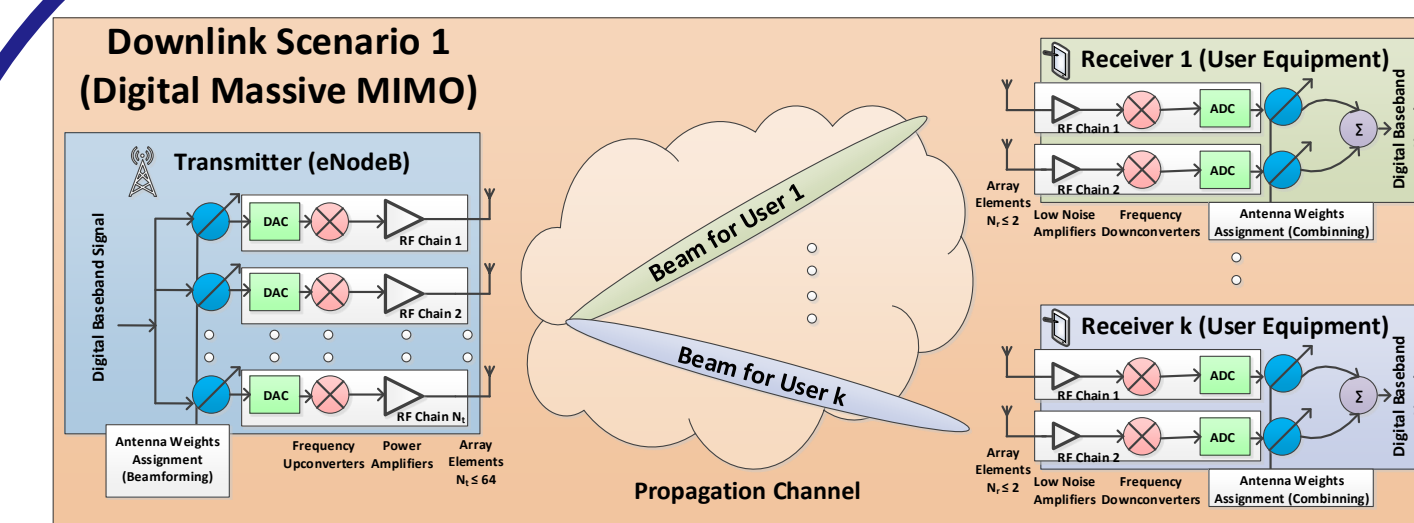 Downlink Scenario 1
(Digital Massive MIMO)
Transmitter (eNodeB)
Digital Baseband Signal
DAC
RF Chain 1
DAC
RF Chain 2
DAC
RF Chain Nt
Antenna Weights
Assignment
(Beamforming)
Frequency
Upconverters
Power
Amplifiers
Array
Elements
Nt ≤ 64
Beam for User 1
Beam for User k
Propagation Channel
Receiver 1 (User Equipment)
ADC
RF Chain 1
ADC
RF Chain 2
Σ
Digital Baseband
Array
Elements
Nr ≤ 2
Low Noise
Amplifiers
Frequency
Downconverters
Antenna Weights
Assignment (Combinning)
Receiver k (User Equipment)
ADC
RF Chain 1
ADC
RF Chain 2
Σ
Digital Baseband
Array
Elements
Nr ≤ 2
Low Noise
Amplifiers
Frequency
Downconverters
Antenna Weights
Assignment (Combinning)